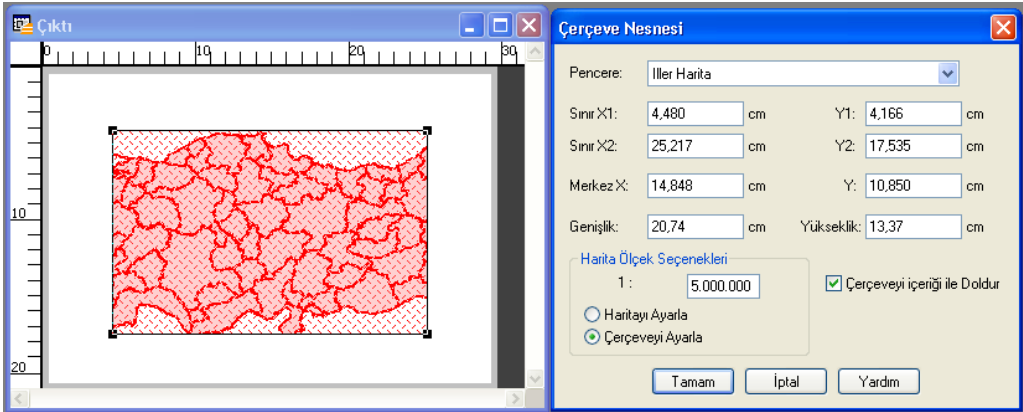 Çıktı
0 10 20 30
10
20
Çerçeve Nesnesi
Pencere: Iller Harita
Sınır X1: 4,480 cm Y1: 4,166 cm
Sınır X2: 25,217 cm Y2: 17,535 cm
Merkez X: 14,848 cm Y: 10,850 cm
Genişlik: 20,74 cm Yükseklik: 13,37 cm
Harita Ölçek Seçenekleri
1 : 5.000.000
Çerçeveyi içeriği ile Doldur
Haritayı Ayarla
Çerçeveyi Ayarla
Tamam İptal Yardım